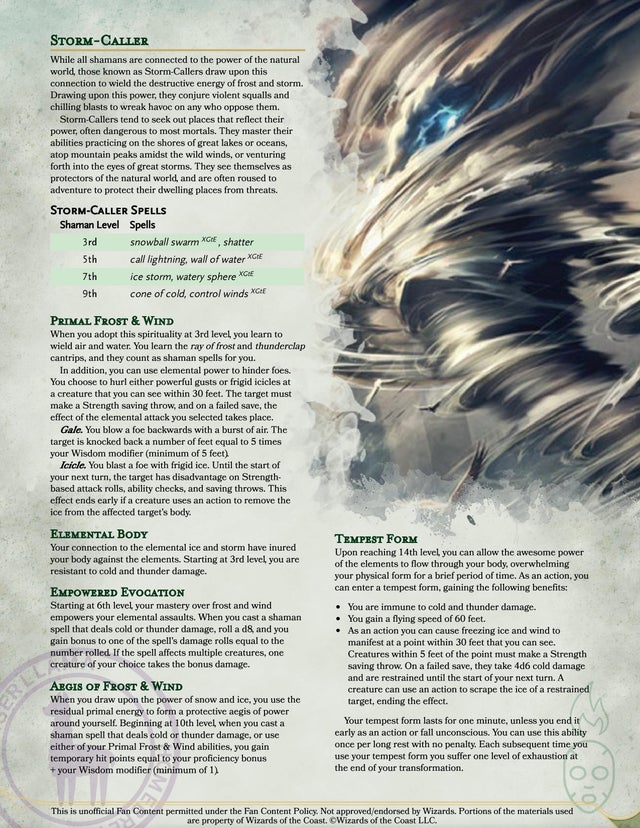 Storm-Caller
While all shamans are connected to the power of the natural
world, those known as Storm-Callers draw upon this
connection to wield the destructive energy of frost and storm.
Drawing upon this power, they conjure violent squalls and
chilling blasts to wreak havoc on any who oppose them.
Storm-Callers tend to seek out places that reflect their
power, often dangerous to most mortals. They master their
abilities practicing on the shores of great lakes or oceans,
atop mountain peaks amidst the wild winds, or venturing
forth into the eyes of great storms. They see themselves as
protectors of the natural world, and are often roused to
adventure to protect their dwelling places from threats.
Storm-Caller Spells
Shaman Level Spells
3rd snowball swarm XGtE , shatter
5th call lightning, wall of water XGtE
7th ice storm, watery sphere XGtE
9th cone of cold, control winds XGtE
Primal Frost & Wind
When you adopt this spirituality at 3rd level, you learn to
wield air and water. You learn the ray of frost and thunderclap
cantrips, and they count as shaman spells for you.
In addition, you can use elemental power to hinder foes.
You choose to hurl either powerful gusts or frigid icicles at
a creature that you can see within 30 feet. The target must
make a Strength saving throw, and on a failed save, the
effect of the elemental attack you selected takes place.
Gale. You blow a foe backwards with a burst of air. The
target is knocked back a number of feet equal to 5 times
your Wisdom modifier (minimum of 5 feet).
Icicle. You blast a foe with frigid ice. Until the start of
your next turn, the target has disadvantage on Strength-
based attack rolls, ability checks, and saving throws. This
effect ends early if a creature uses an action to remove the
ice from the affected target's body.
Elemental Body
Your connection to the elemental ice and storm have inured
your body against the elements. Starting at 3rd level, you are
resistant to cold and thunder damage.
Empowered Evocation
Starting at 6th level, your mastery over frost and wind
empowers your elemental assaults. When you cast a shaman
spell that deals cold or thunder damage, roll a d8, and you
gain bonus to one of the spell's damage rolls equal to the
number rolled. If the spell affects multiple creatures, one
creature of your choice takes the bonus damage.
Aegis of Frost & Wind
When you draw upon the power of snow and ice, you use the
residual primal energy to form a protective aegis of power
around yourself. Beginning at 10th level, when you cast a
shaman spell that deals cold or thunder damage, or use
either of your Primal Frost & Wind abilities, you gain
temporary hit points equal to your proficiency bonus
+ your Wisdom modifier (minimum of 1).
Tempest Form
Upon reaching 14th level, you can allow the awesome power
of the elements to flow through your body, overwhelming
your physical form for a brief period of time. As an action, you
can enter a tempest form, gaining the following benefits:
• You are immune to cold and thunder damage.
• You gain a flying speed of 60 feet.
• As an action you can cause freezing ice and wind to
manifest at a point within 30 feet that you can see.
Creatures within 5 feet of the point must make a Strength
saving throw. On a failed save, they take 4d6 cold damage
and are restrained until the start of your next turn. A
creature can use an action to scrape the ice of a restrained
target, ending the effect.
Your tempest form lasts for one minute, unless you end it
early as an action or fall unconscious. You can use this ability
once per long rest with no penalty. Each subsequent time you
use your tempest form you suffer one level of exhaustion at
the end of your transformation.
This is unofficial Fan Content permitted under the Fan Content Policy. Not approved/endorsed by Wizards. Portions of the materials used
are property of Wizards of the Coast. ©Wizards of the Coast LLC.